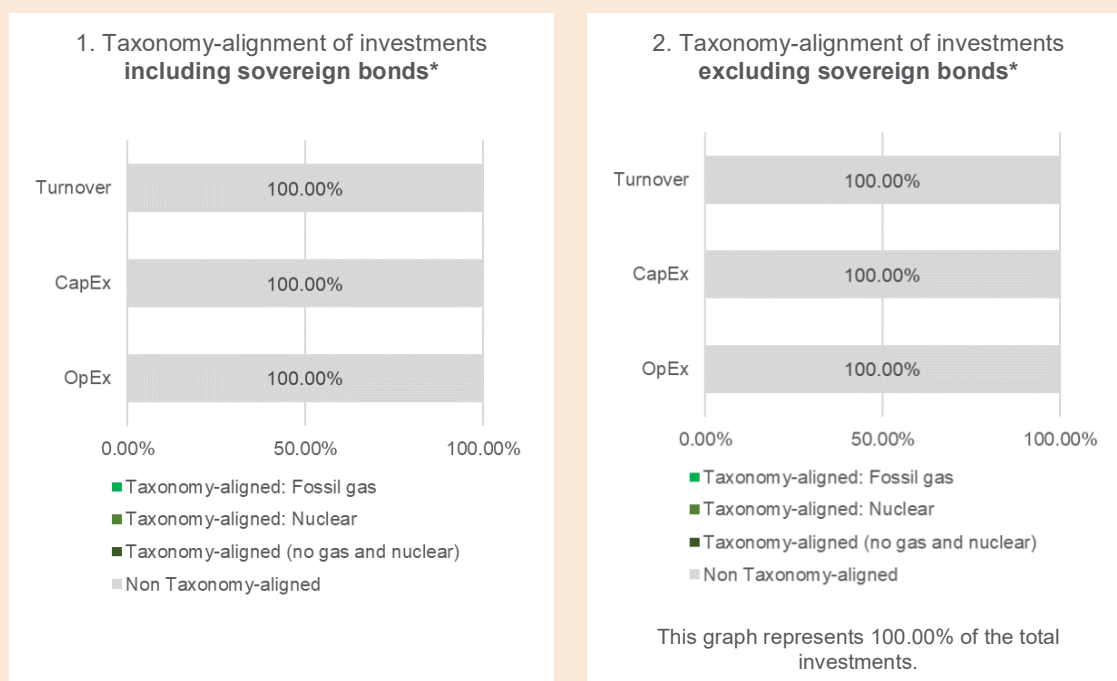 1. Taxonomy-alignment of investments
including sovereign bonds*
Turnover
100.00%
CapEx
100.00%
OpEx
100.00%
0.00% 50.00% 100.00%
Taxonomy-aligned: Fossil gas
Taxonomy-aligned: Nuclear
Taxonomy-aligned (no gas and nuclear)
Non Taxonomy-aligned
2. Taxonomy-alignment of investments
excluding sovereign bonds*
Turnover
100.00%
CapEx
100.00%
OpEx
100.00%
0.00% 50.00% 100.00%
Taxonomy-aligned: Fossil gas
Taxonomy-aligned: Nuclear
Taxonomy-aligned (no gas and nuclear)
Non Taxonomy-aligned
This graph represents 100.00% of the total
investments.